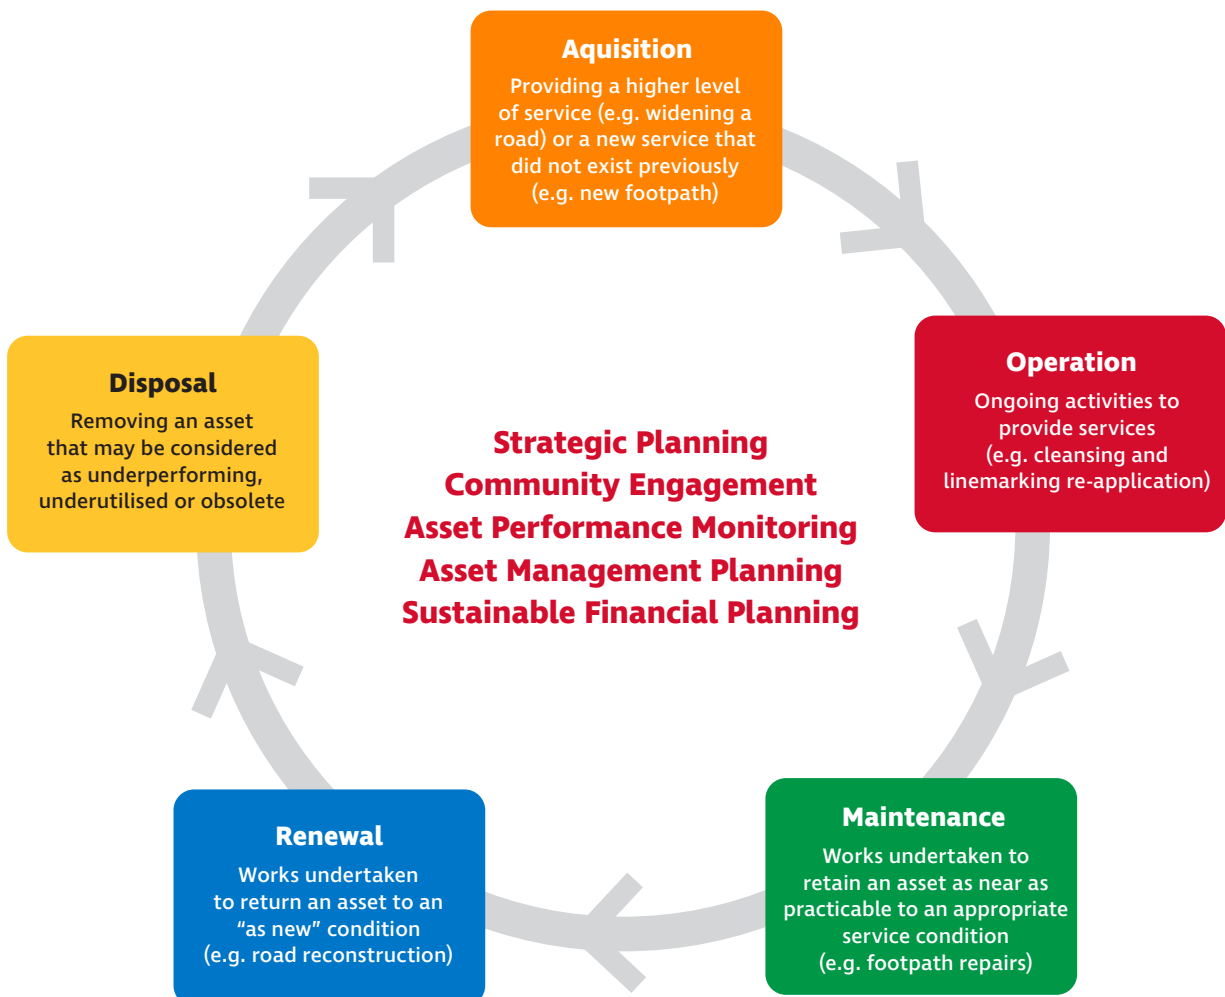 Aquisition
Providing a higher level
of service (e.g. widening a
road) or a new service that
did not exist previously
(e.g. new footpath)
Operation
Ongoing activities to
provide services
(e.g. cleansing and
linemarking re-application)
Maintenance
Works undertaken to
retain an asset as near as
practicable to an appropriate
service condition
(e.g. footpath repairs)
Renewal
Works undertaken
to return an asset to an
“as new” condition
(e.g. road reconstruction)
Disposal
Removing an asset
that may be considered
as underperforming,
underutilised or obsolete
Strategic Planning
Community Engagement
Asset Performance Monitoring
Asset Management Planning
Sustainable Financial Planning